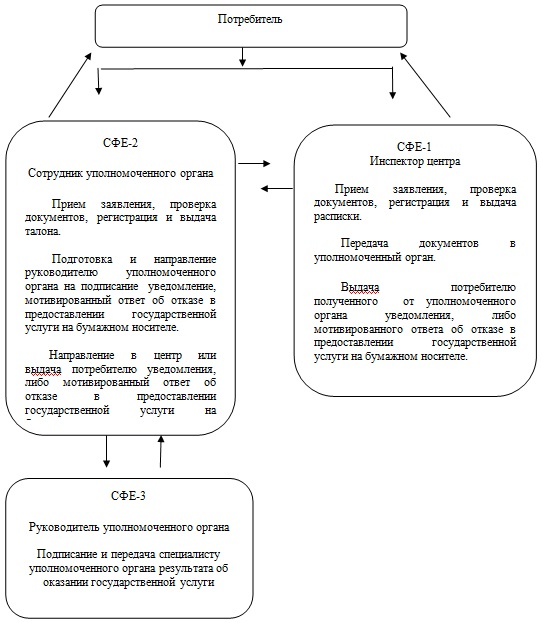 Потребитель
СФЕ-2
Сотрудник уполномоченного органа
Прием заявления, проверка
документов, регистрация и выдача
талона.
Подготовка и направление
руководителю уполномоченного
органа на подписание уведомление,
мотивированный ответ об отказе в
предоставлении государственной
услуги на бумажном носителе.
Направление в центр или
выдача потребителю уведомления,
либо мотивированный ответ об
отказе в предоставлении
государственной услуги на
СФЕ-1
Инспектор центра
Прием заявления, проверка
документов, регистрация и выдача
расписки.
Передача документов в
уполномоченный орган.
Выдача потребителю
полученного от уполномоченного
органа уведомления, либо
мотивированного ответа об отказе в
предоставлении государственной
услуги на бумажном носителе.
СФЕ-3
Руководитель уполномоченного органа
Подписание и передача специалисту
уполномоченного органа результата об
оказании государственной услуги